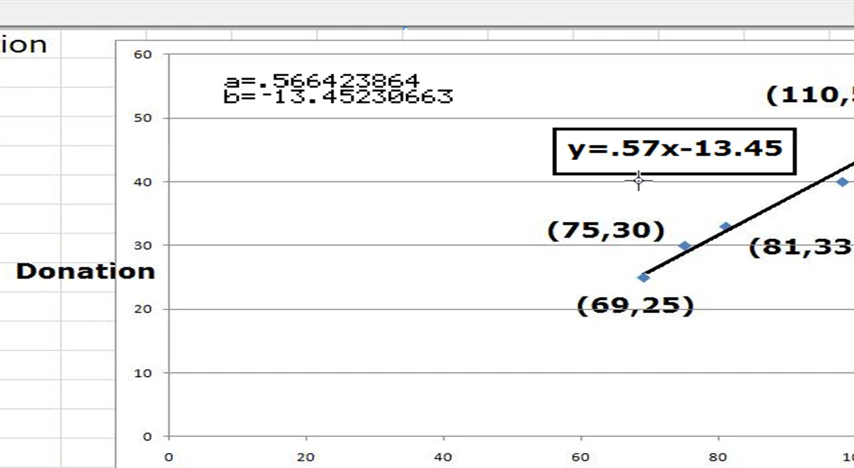 ion
60
a=.566423864
b=-13.45230663
(110,
50
y=.57x-13.45
40
(75,30)
30
(81,33
Donation
20
(69,25)
10
0
0 20 40 60 80